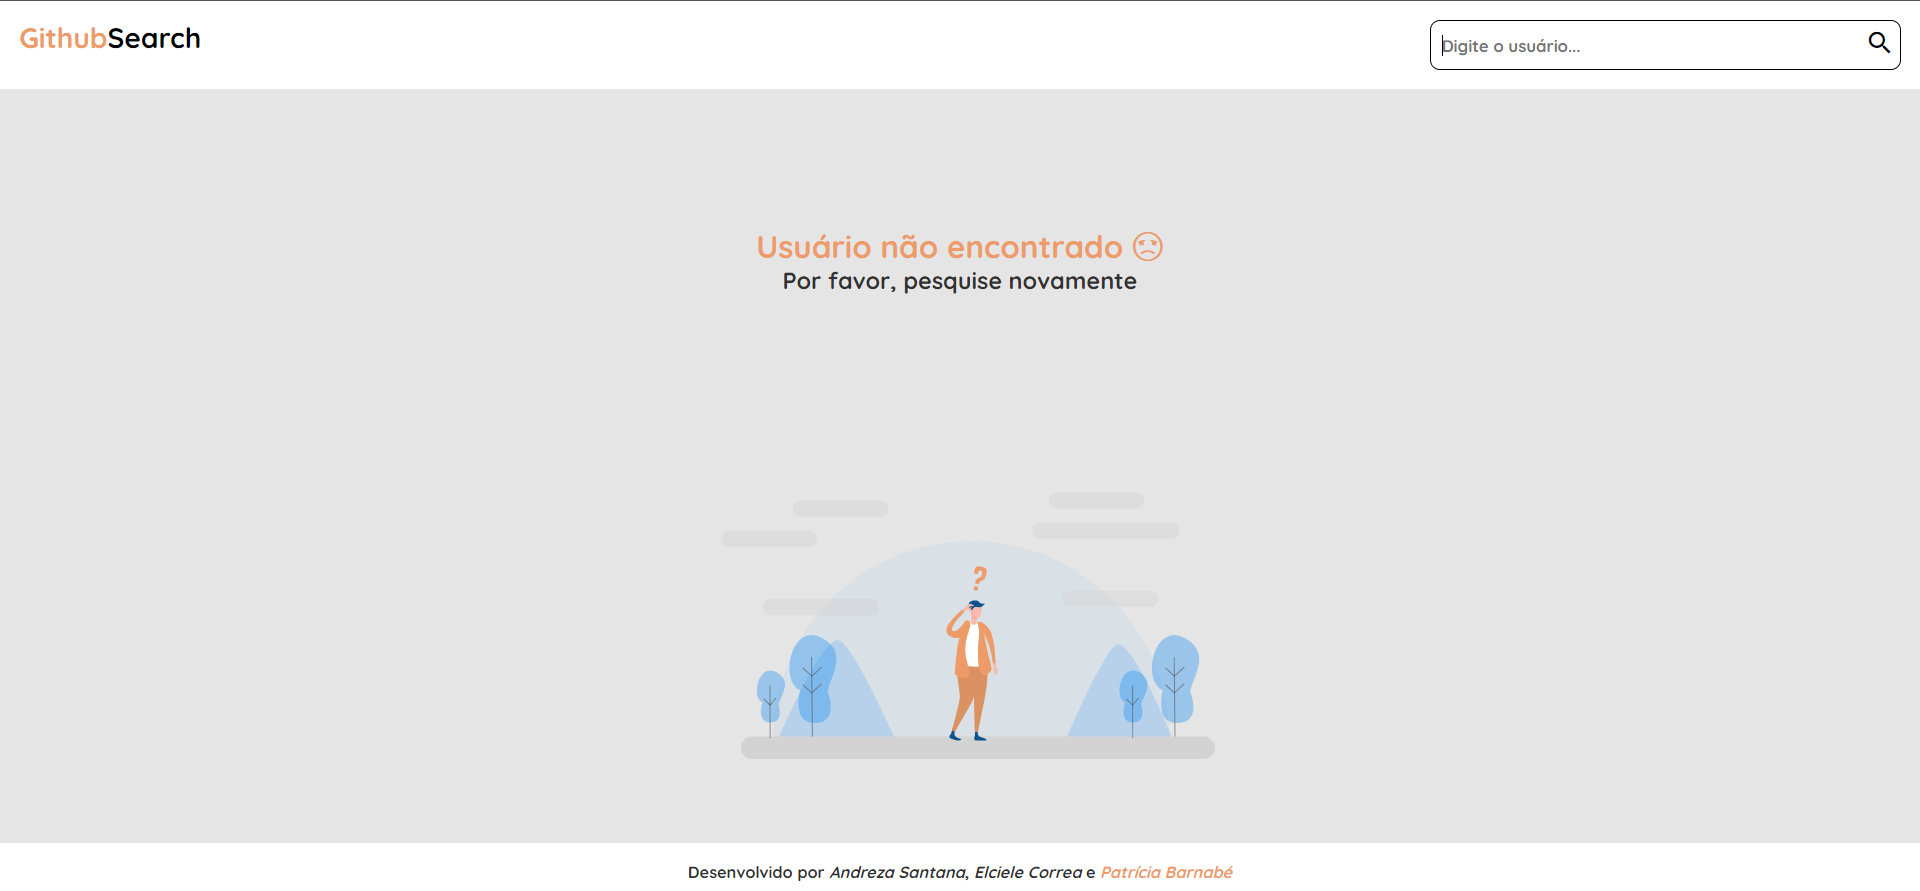 GithubSearch
Digite o usuário...
Usuário não encontrado
Por favor, pesquise novamente
?
Desenvolvido por Andreza Santana, Elciele Correa e Patrícia Barnabé